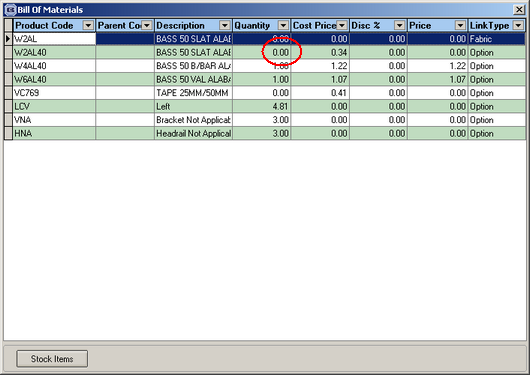 Bill Of Materials
Product Code Parent Co Description Quantity Cost Price Disc % Price LinkType
W2AL BASS 50 SLAT ALAB 0.00 0.00 0.00 0.00 Fabric
W2AL40 BASS 50 SLAT ALAB 0.00 0.34 0.00 0.00 Option
W4AL40 BASS 50 B/BAR ALA 1.00 1.22 0.00 1.22 Option
W6AL40 BASS 50 VAL ALABA 1.00 1.07 0.00 1.07 Option
VC769 TAPE 25MM/50MM 0.00 0.41 0.00 0.00 Option
LCV Left 4.81 0.00 0.00 0.00 Option
VNA Bracket Not Applicab 3.00 0.00 0.00 0.00 Option
HNA Headrail Not Applical 3.00 0.00 0.00 0.00 Option
Stock Items